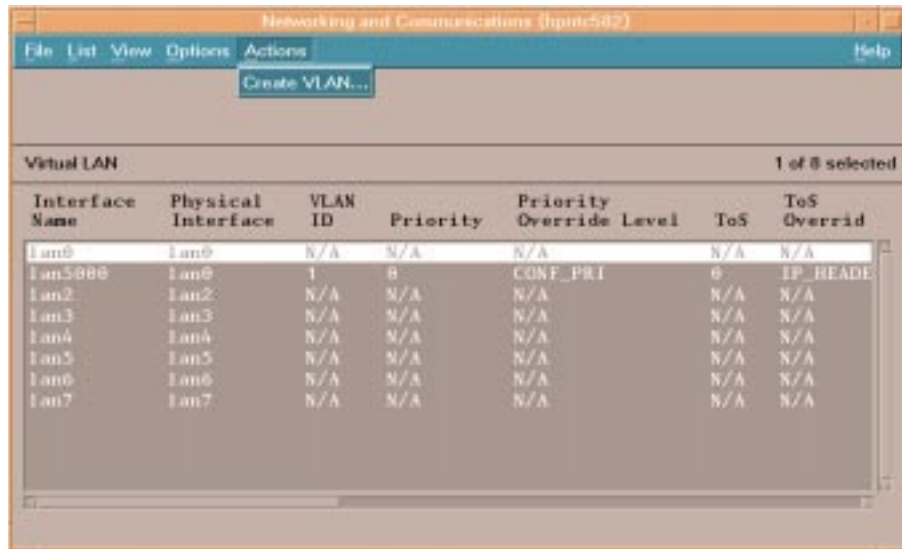 Networking and Communications (hpntc582)
File List View Options Actions Help
Create VLAN...
Virtual LAN 1 of 8 selected
Interface Physical VLAN Priority ToS
Name Interface ID Priority Override Level ToS Overrid
lan0 lan0 N/A N/A N/A N/A N/A
lan5000 lan0 1 0 CONF_PRI 0 IP_HEADE
lan2 lan2 N/A N/A N/A N/A N/A
lan3 lan3 N/A N/A N/A N/A N/A
lan4 lan4 N/A N/A N/A N/A N/A
lan5 lan5 N/A N/A N/A N/A N/A
lan6 lan6 N/A N/A N/A N/A N/A
lan7 lan7 N/A N/A N/A N/A N/A